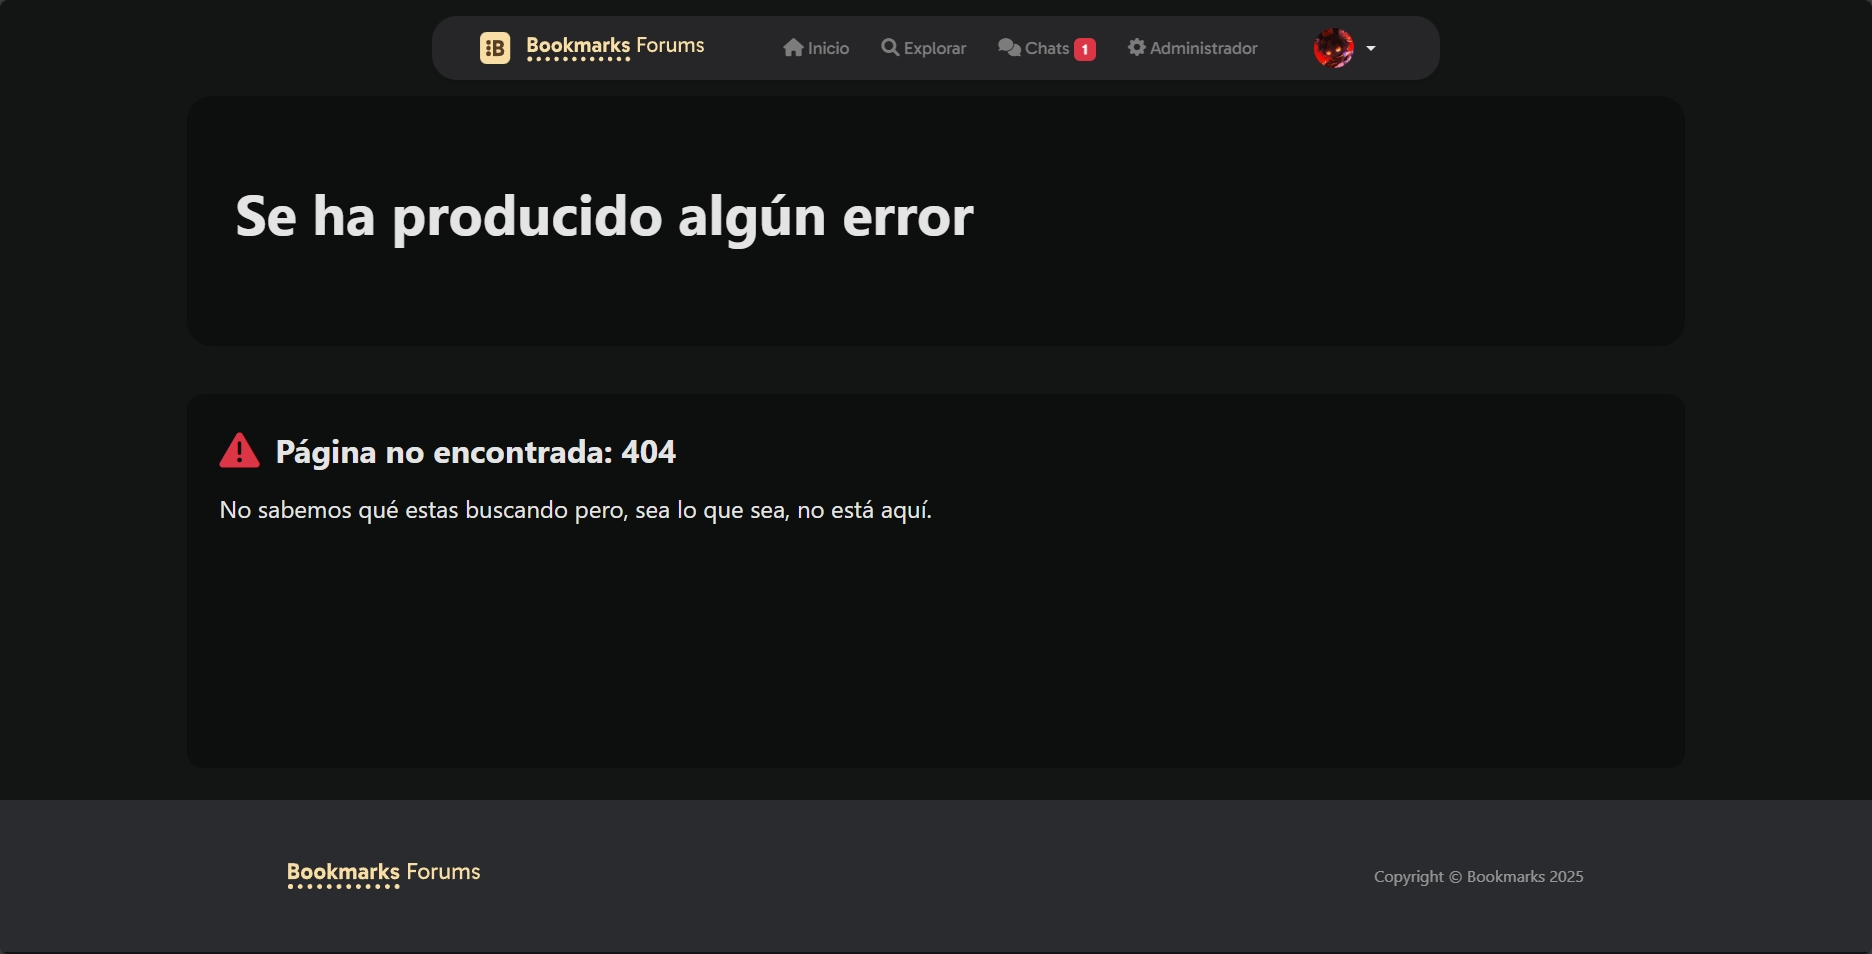 Bookmarks Forums
Inicio
Explorar
Chats 1
Administrador
Se ha producido algún error
Página no encontrada: 404
No sabemos qué estas buscando pero, sea lo que sea, no está aquí.
Bookmarks Forums
Copyright © Bookmarks 2025